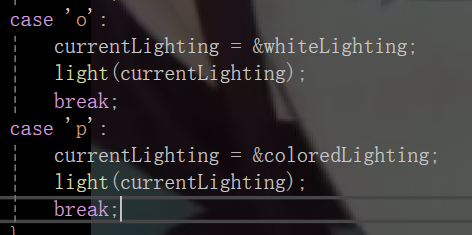 case 'o':
currentLighting = &whiteLighting;
light(currentLighting);
break;
case 'p':
currentLighting = &coloredLighting;
light(currentLighting);
break;
}